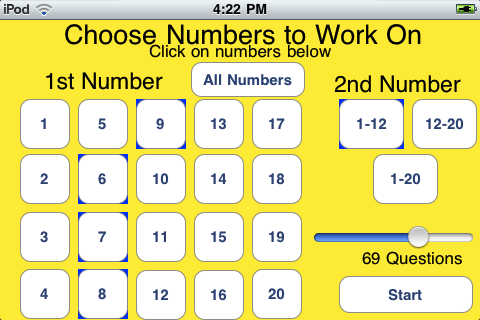 iPod 4:22 PM
Choose Numbers to Work On
Click on numbers below
1st Number All Numbers 2nd Number
1 5 9 13 17 1-12 12-20
2 6 10 14 18 1-20
3 7 11 15 19
69 Questions
4 8 12 16 20 Start